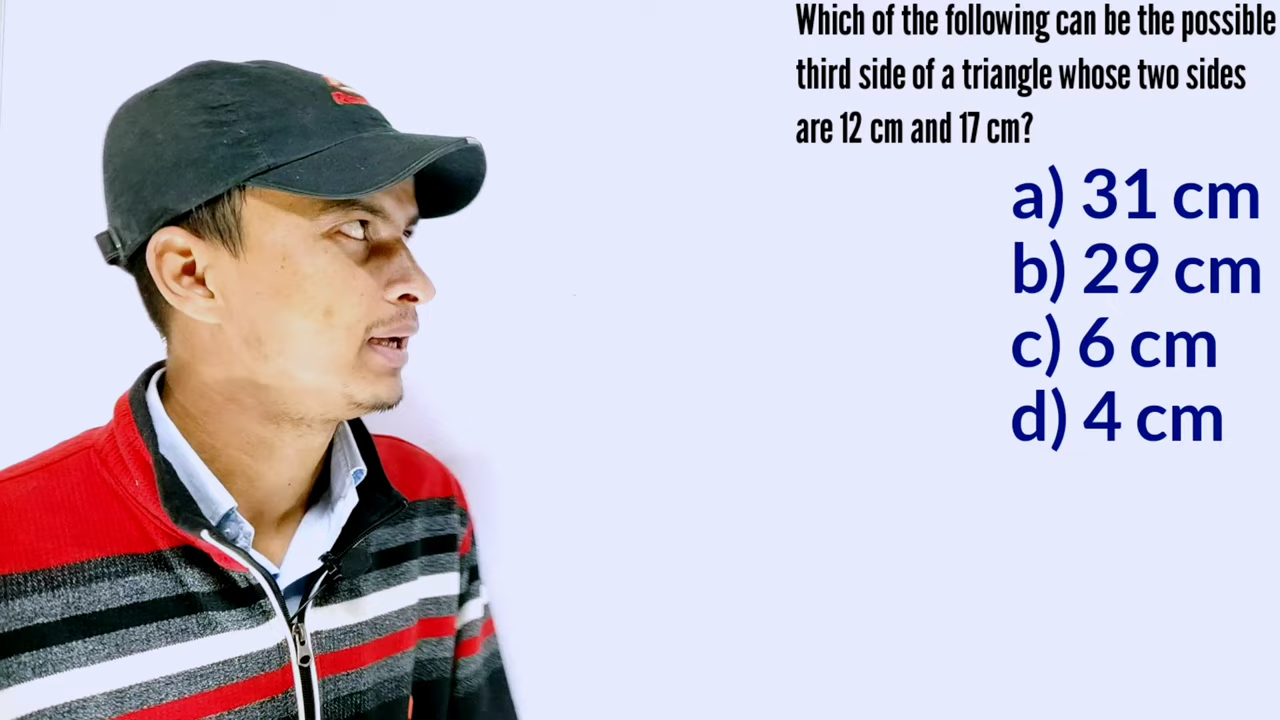 Which of the following can be the possible
third side of a triangle whose two sides
are 12 cm and 17 cm?
a) 31 cm
b) 29 cm
c) 6 cm
d) 4 cm